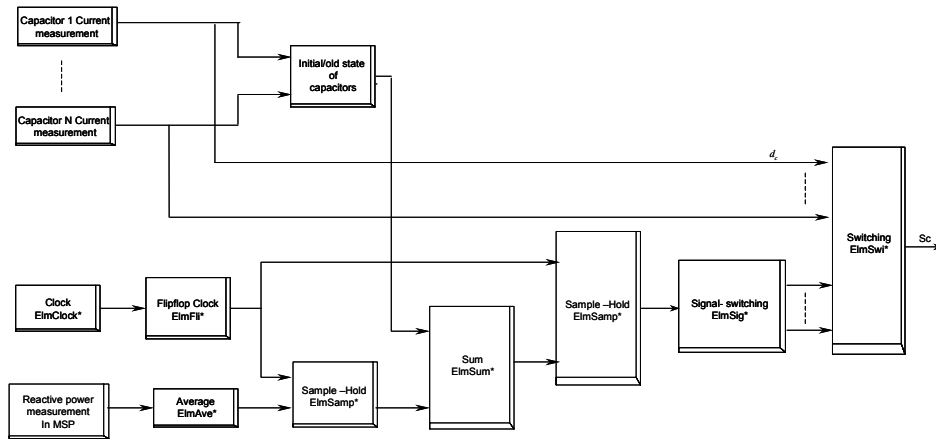 Capacitor 1 Current
measurement
Initial/old state
of
capacitors
Capacitor N Current
measurement
d_c
Switching
ElmSwi*
Sc
Clock
ElmClock*
Flipflop Clock
ElmFli*
Sample –Hold
ElmSamp*
Signal- switching
ElmSig*
Sum
ElmSum*
Reactive power
measurement
In MSP
Average
ElmAve*
Sample –Hold
ElmSamp*